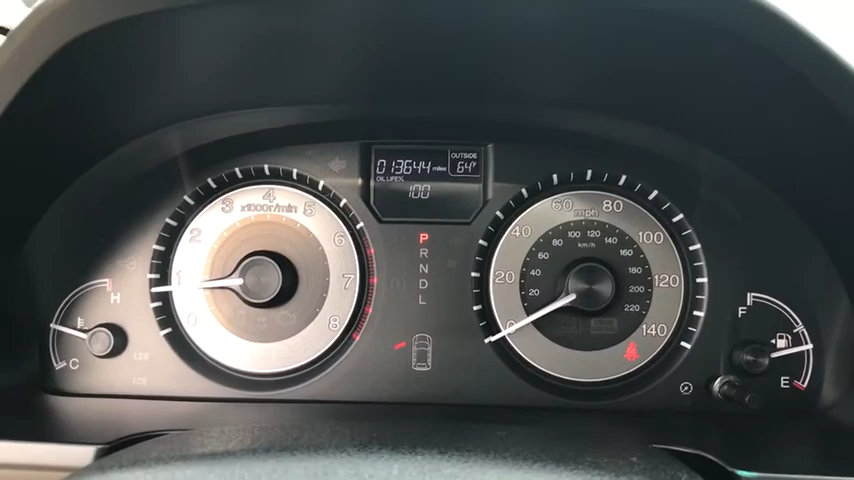 013644 miles
OUTSIDE
64°F
OIL LIFE%
100
x1000r/min
0
1
2
3
4
5
6
7
8
P
R
N
D
L
mph
0
20
40
60
80
100
120
140
km/h
20
40
60
80
100
120
140
160
180
200
220
H
C
F
E
LOW